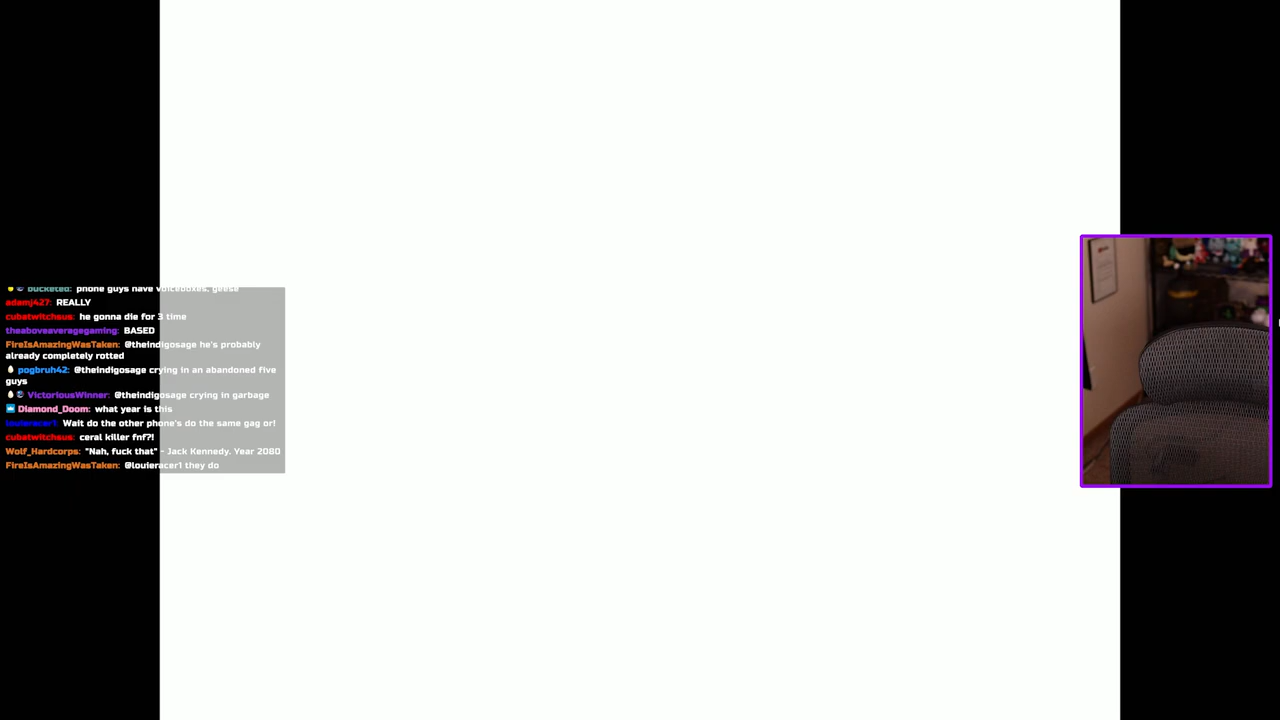 bucketed: phone guys have voiceboxes, geese
adamj427: REALLY
cubatwitchsus: he gonna die for 3 time
theaboveaveragegaming: BASED
FireIsAmazingWasTaken: @theindigosage he's probably
already completely rotted
pogbruh42: @theindigosage crying in an abandoned five
guys
VictoriousWinner: @theindigosage crying in garbage
Diamond_Doom: what year is this
louieracer1: Wait do the other phone's do the same gag or!
cubatwitchsus: ceral killer fnf?!
Wolf_Hardcorps: "Nah, fuck that" - Jack Kennedy. Year 2080
FireIsAmazingWasTaken: @louieracer1 they do